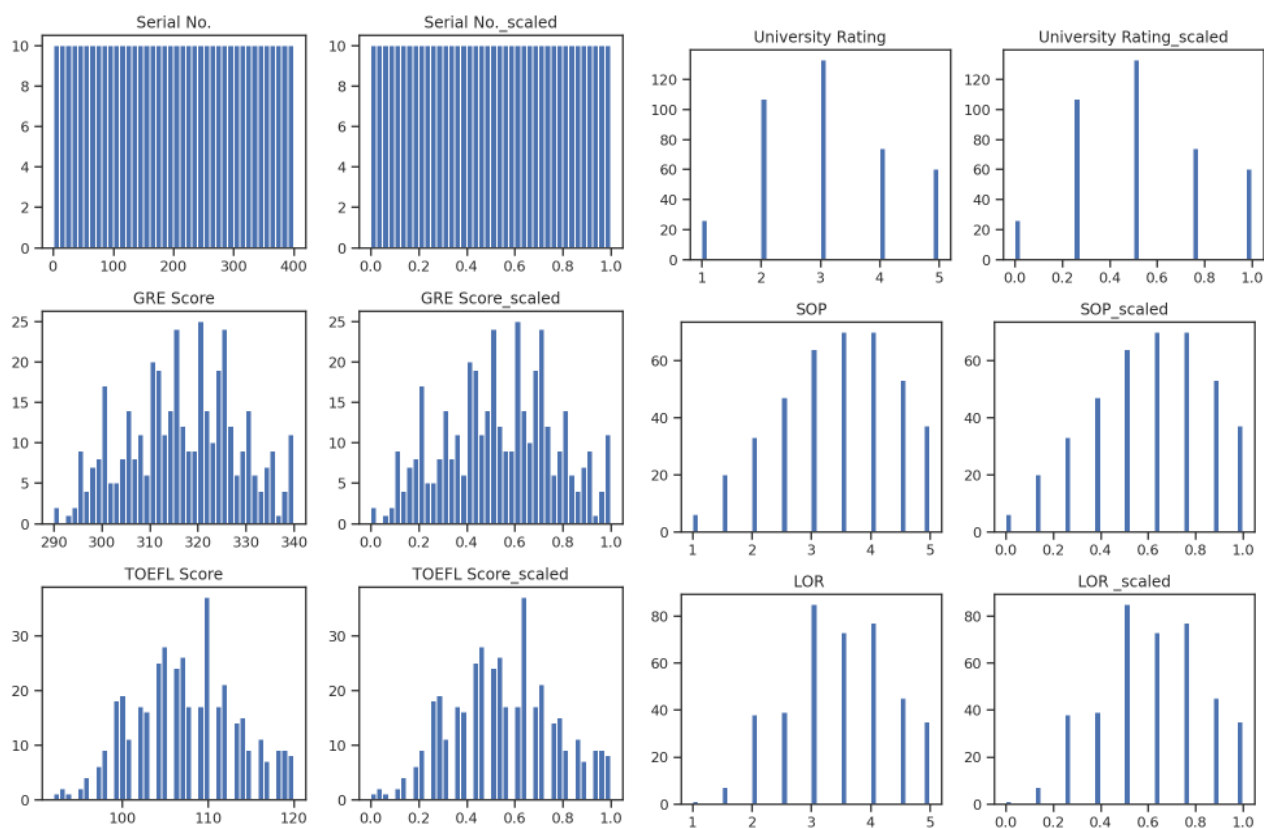 Serial No.
10
8
6
4
2
0
0 100 200 300 400
Serial No._scaled
10
8
6
4
2
0
0.0 0.2 0.4 0.6 0.8 1.0
University Rating
120
100
80
60
40
20
0
1 2 3 4 5
University Rating_scaled
120
100
80
60
40
20
0
0.0 0.2 0.4 0.6 0.8 1.0
GRE Score
25
20
15
10
5
0
290 300 310 320 330 340
GRE Score_scaled
25
20
15
10
5
0
0.0 0.2 0.4 0.6 0.8 1.0
SOP
60
40
20
0
1 2 3 4 5
SOP_scaled
60
40
20
0
0.0 0.2 0.4 0.6 0.8 1.0
TOEFL Score
30
20
10
0
100 110 120
TOEFL Score_scaled
30
20
10
0
0.0 0.2 0.4 0.6 0.8 1.0
LOR
80
60
40
20
0
1 2 3 4 5
LOR _scaled
80
60
40
20
0
0.0 0.2 0.4 0.6 0.8 1.0